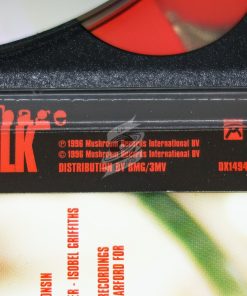 hage
LK
℗ 1996 Mushroom Records International BV
© 1996 Mushroom Records International BV
DISTRIBUTION BY BMG/3MV
DX1494
ONSIN
ER - ISOBEL GRIFFITHS
RECORDINGS
ARFORD FOR